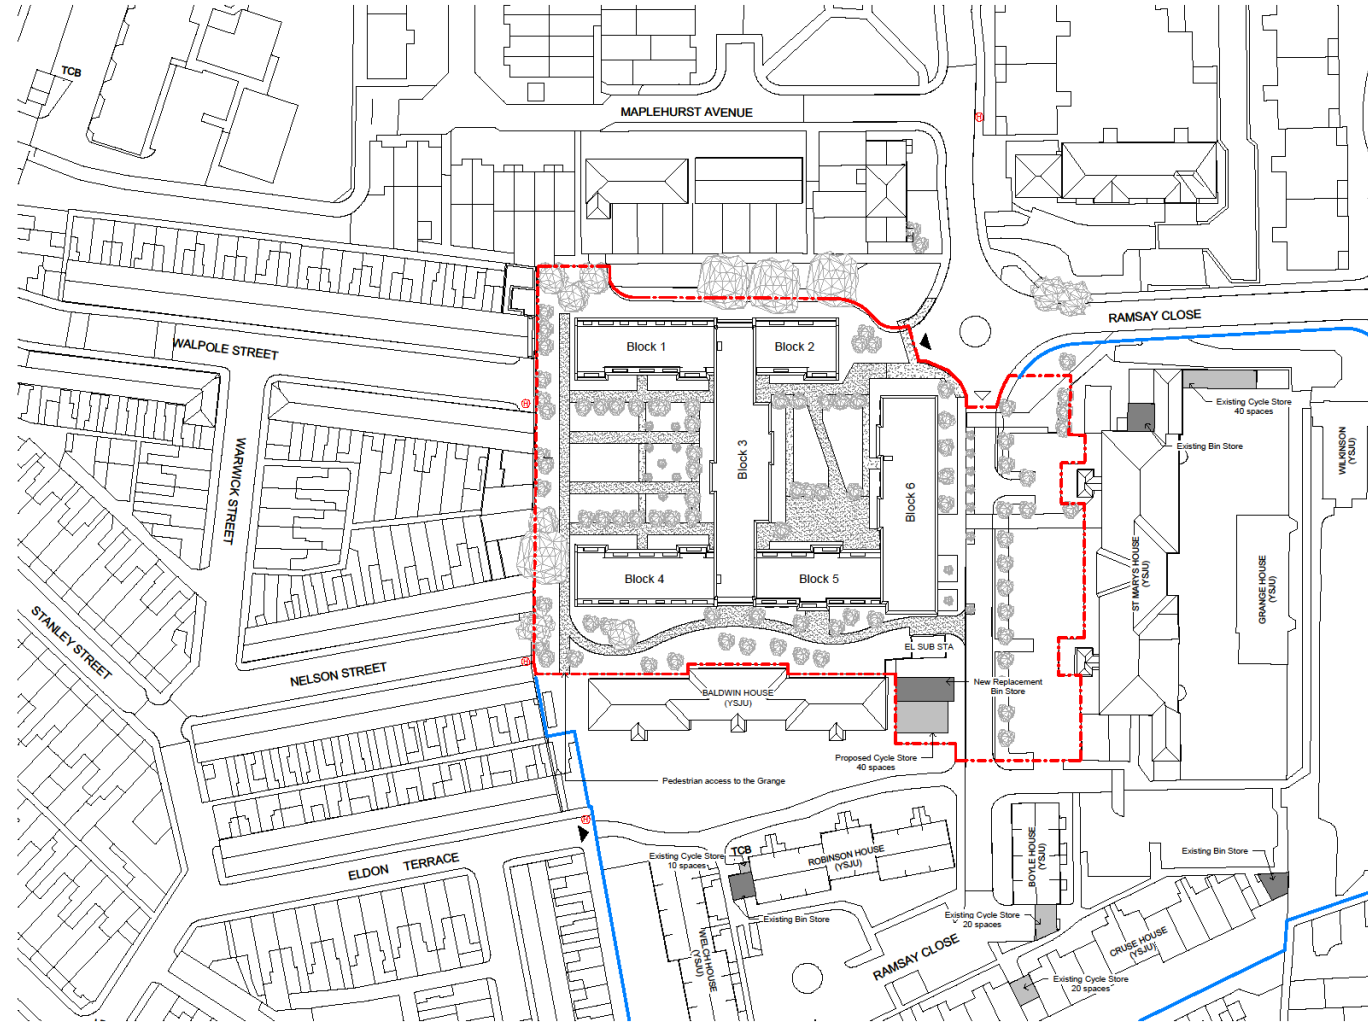 TCB
MAPLEHURST AVENUE
RAMSAY CLOSE
WALPOLE STREET
Block 1
Block 2
Existing Cycle Store
40 spaces
Existing Bin Store
WILKINSON
(YSJU)
WARWICK STREET
Block 3
Block 6
Block 4
Block 5
ST MARYS HOUSE
(YSJU)
GRANGE HOUSE
(YSJU)
STANLEY STREET
NELSON STREET
EL SUB STA
BALDWIN HOUSE
(YSJU)
New Replacement
Bin Store
Proposed Cycle Store
40 spaces
Pedestrian access to the Grange
ELDON TERRACE
Existing Cycle Store
10 spaces
TCB
ROBINSON HOUSE
(YSJU)
BOYLE HOUSE
(YSJU)
Existing Bin Store
Existing Bin Store
Existing Cycle Store
20 spaces
WELCH HOUSE
(YSJU)
RAMSAY CLOSE
CRUSE HOUSE
(YSJU)
Existing Cycle Store
20 spaces